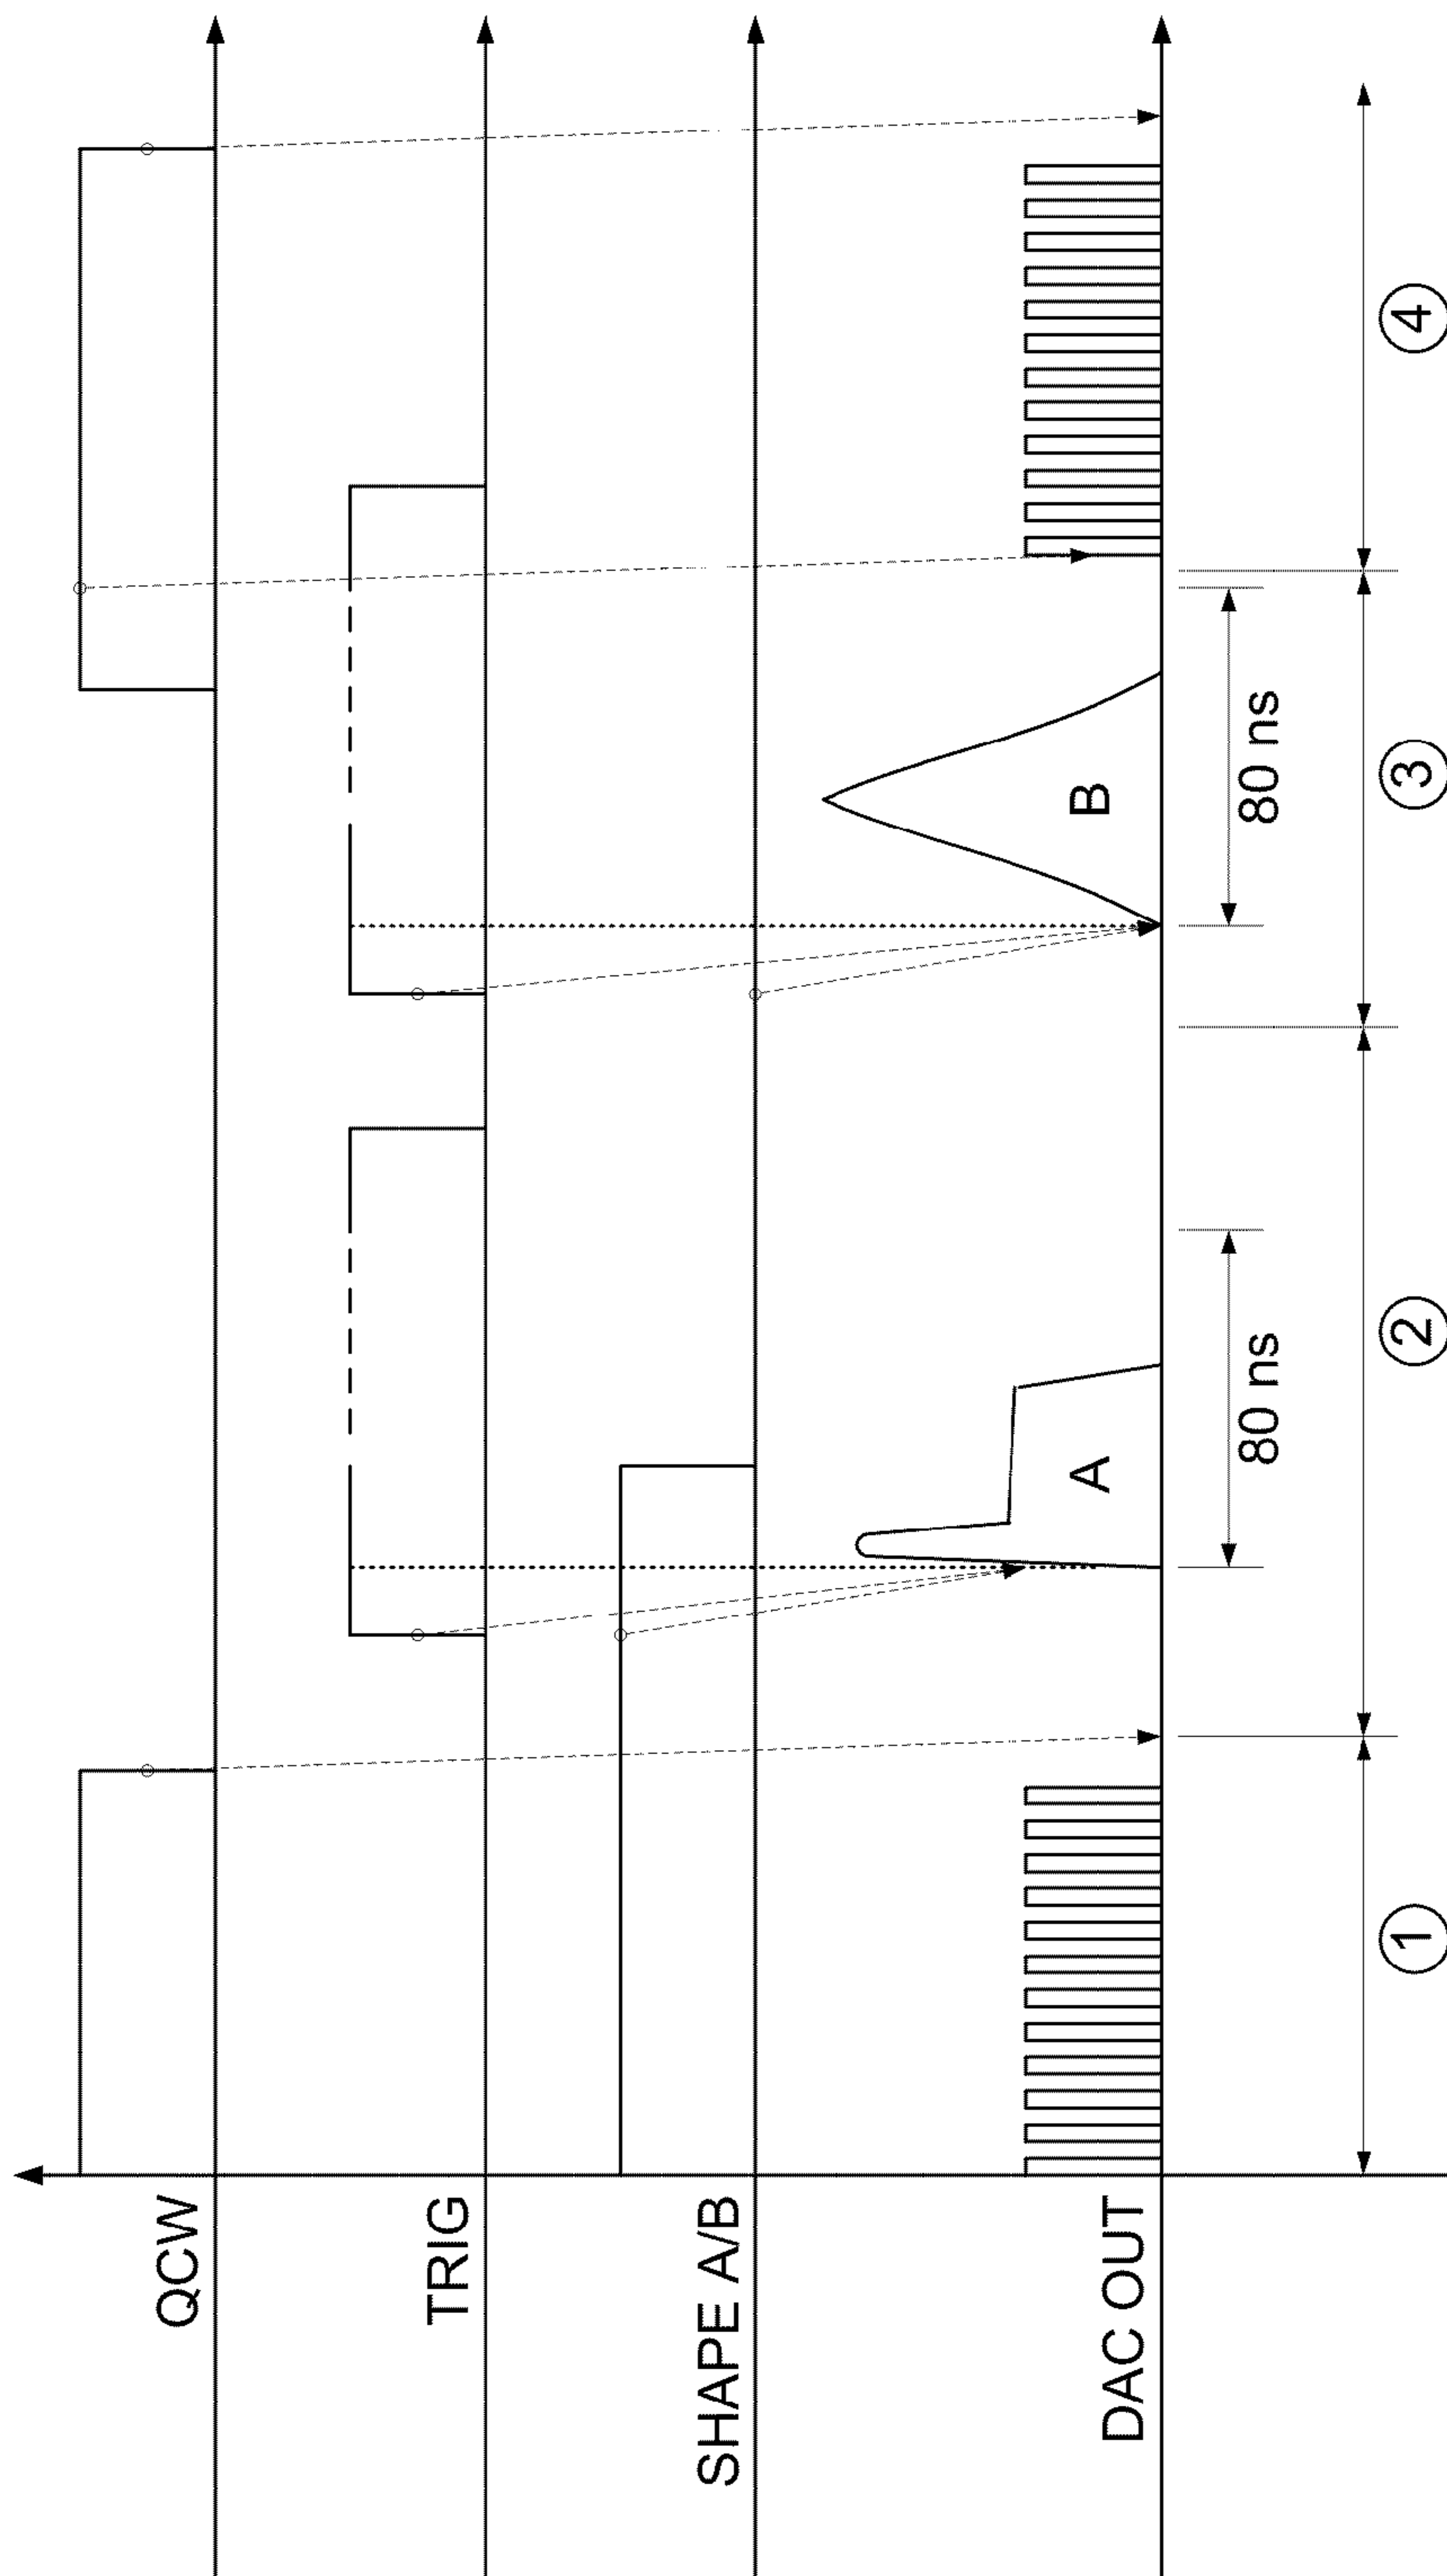 QCW
TRIG
SHAPE A/B
DAC OUT
A
B
80 ns
80 ns
1
2
3
4